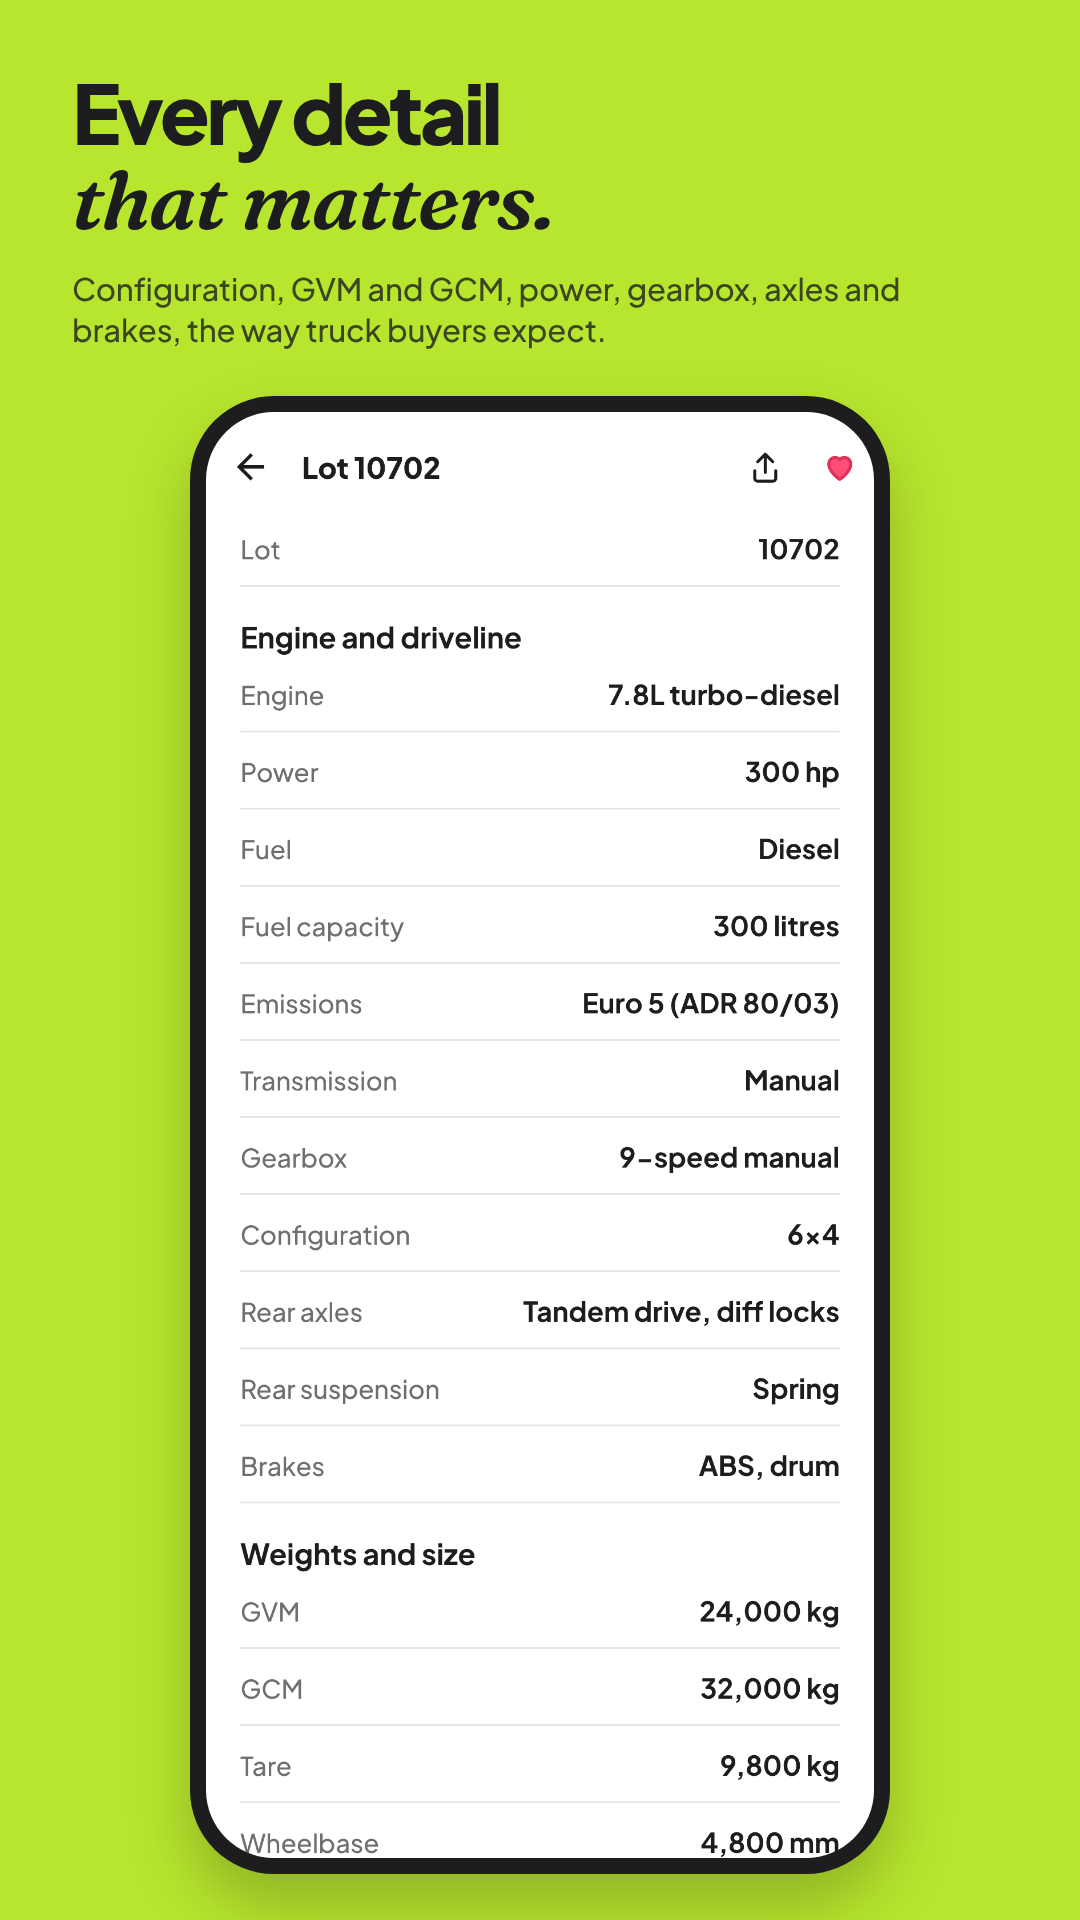 Every detail
that matters.
Configuration, GVM and GCM, power, gearbox, axles and
brakes, the way truck buyers expect.
Lot 10702
Lot 10702
Engine and driveline
Engine 7.8L turbo-diesel
Power 300 hp
Fuel Diesel
Fuel capacity 300 litres
Emissions Euro 5 (ADR 80/03)
Transmission Manual
Gearbox 9-speed manual
Configuration 6×4
Rear axles Tandem drive, diff locks
Rear suspension Spring
Brakes ABS, drum
Weights and size
GVM 24,000 kg
GCM 32,000 kg
Tare 9,800 kg
Wheelbase 4,800 mm